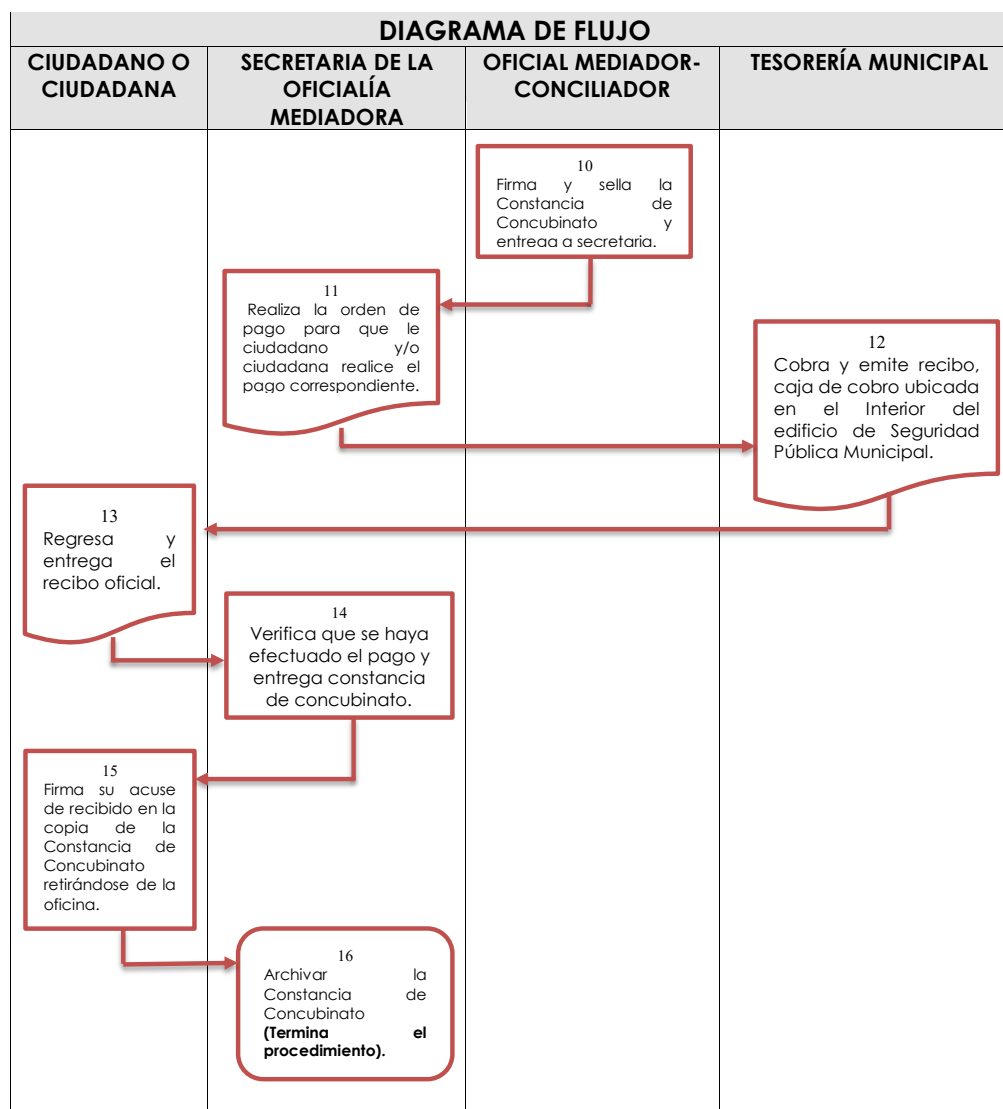 DIAGRAMA DE FLUJO
CIUDADANO O
CIUDADANA
SECRETARIA DE LA
OFICIALÍA
MEDIADORA
OFICIAL MEDIADOR-
CONCILIADOR
TESORERÍA MUNICIPAL
10
Firma y sella la
Constancia de
Concubinato y
entrega a secretaria.
11
Realiza la orden de
pago para que le
ciudadano y/o
ciudadana realice el
pago correspondiente.
12
Cobra y emite recibo,
caja de cobro ubicada
en el Interior del
edificio de Seguridad
Pública Municipal.
13
Regresa y
entrega el
recibo oficial.
14
Verifica que se haya
efectuado el pago y
entrega constancia
de concubinato.
15
Firma su acuse
de recibido en la
copia de la
Constancia de
Concubinato
retirándose de la
oficina.
16
Archivar la
Constancia de
Concubinato
(Termina el
procedimiento).